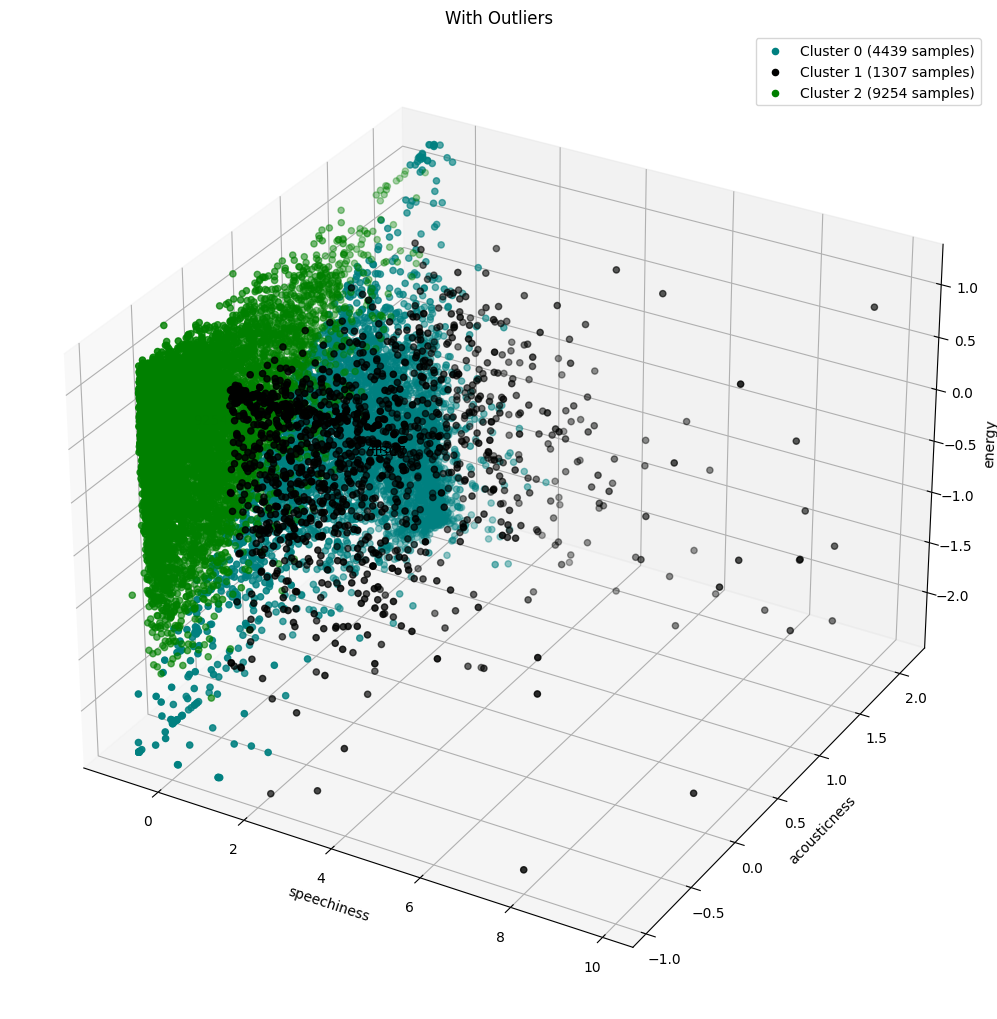 With Outliers
Cluster 0 (4439 samples)
Cluster 1 (1307 samples)
Cluster 2 (9254 samples)
1.0
0.5
0.0
−0.5
−1.0
−1.5
−2.0
energy
2.0
1.5
1.0
0.5
0.0
−0.5
−1.0
acousticness
0
2
4
6
8
10
speechiness